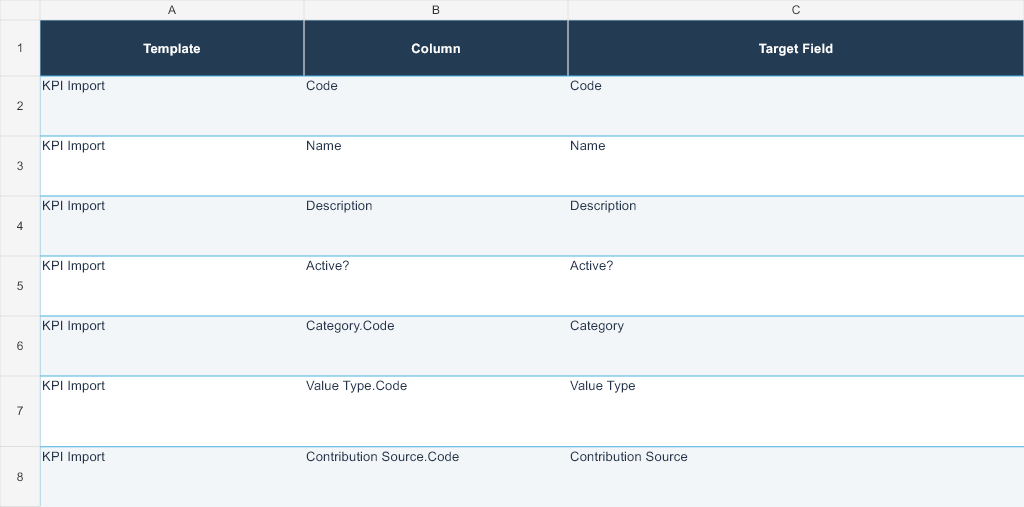 A B C
1 Template Column Target Field
2 KPI Import Code Code
3 KPI Import Name Name
4 KPI Import Description Description
5 KPI Import Active? Active?
6 KPI Import Category.Code Category
7 KPI Import Value Type.Code Value Type
8 KPI Import Contribution Source.Code Contribution Source